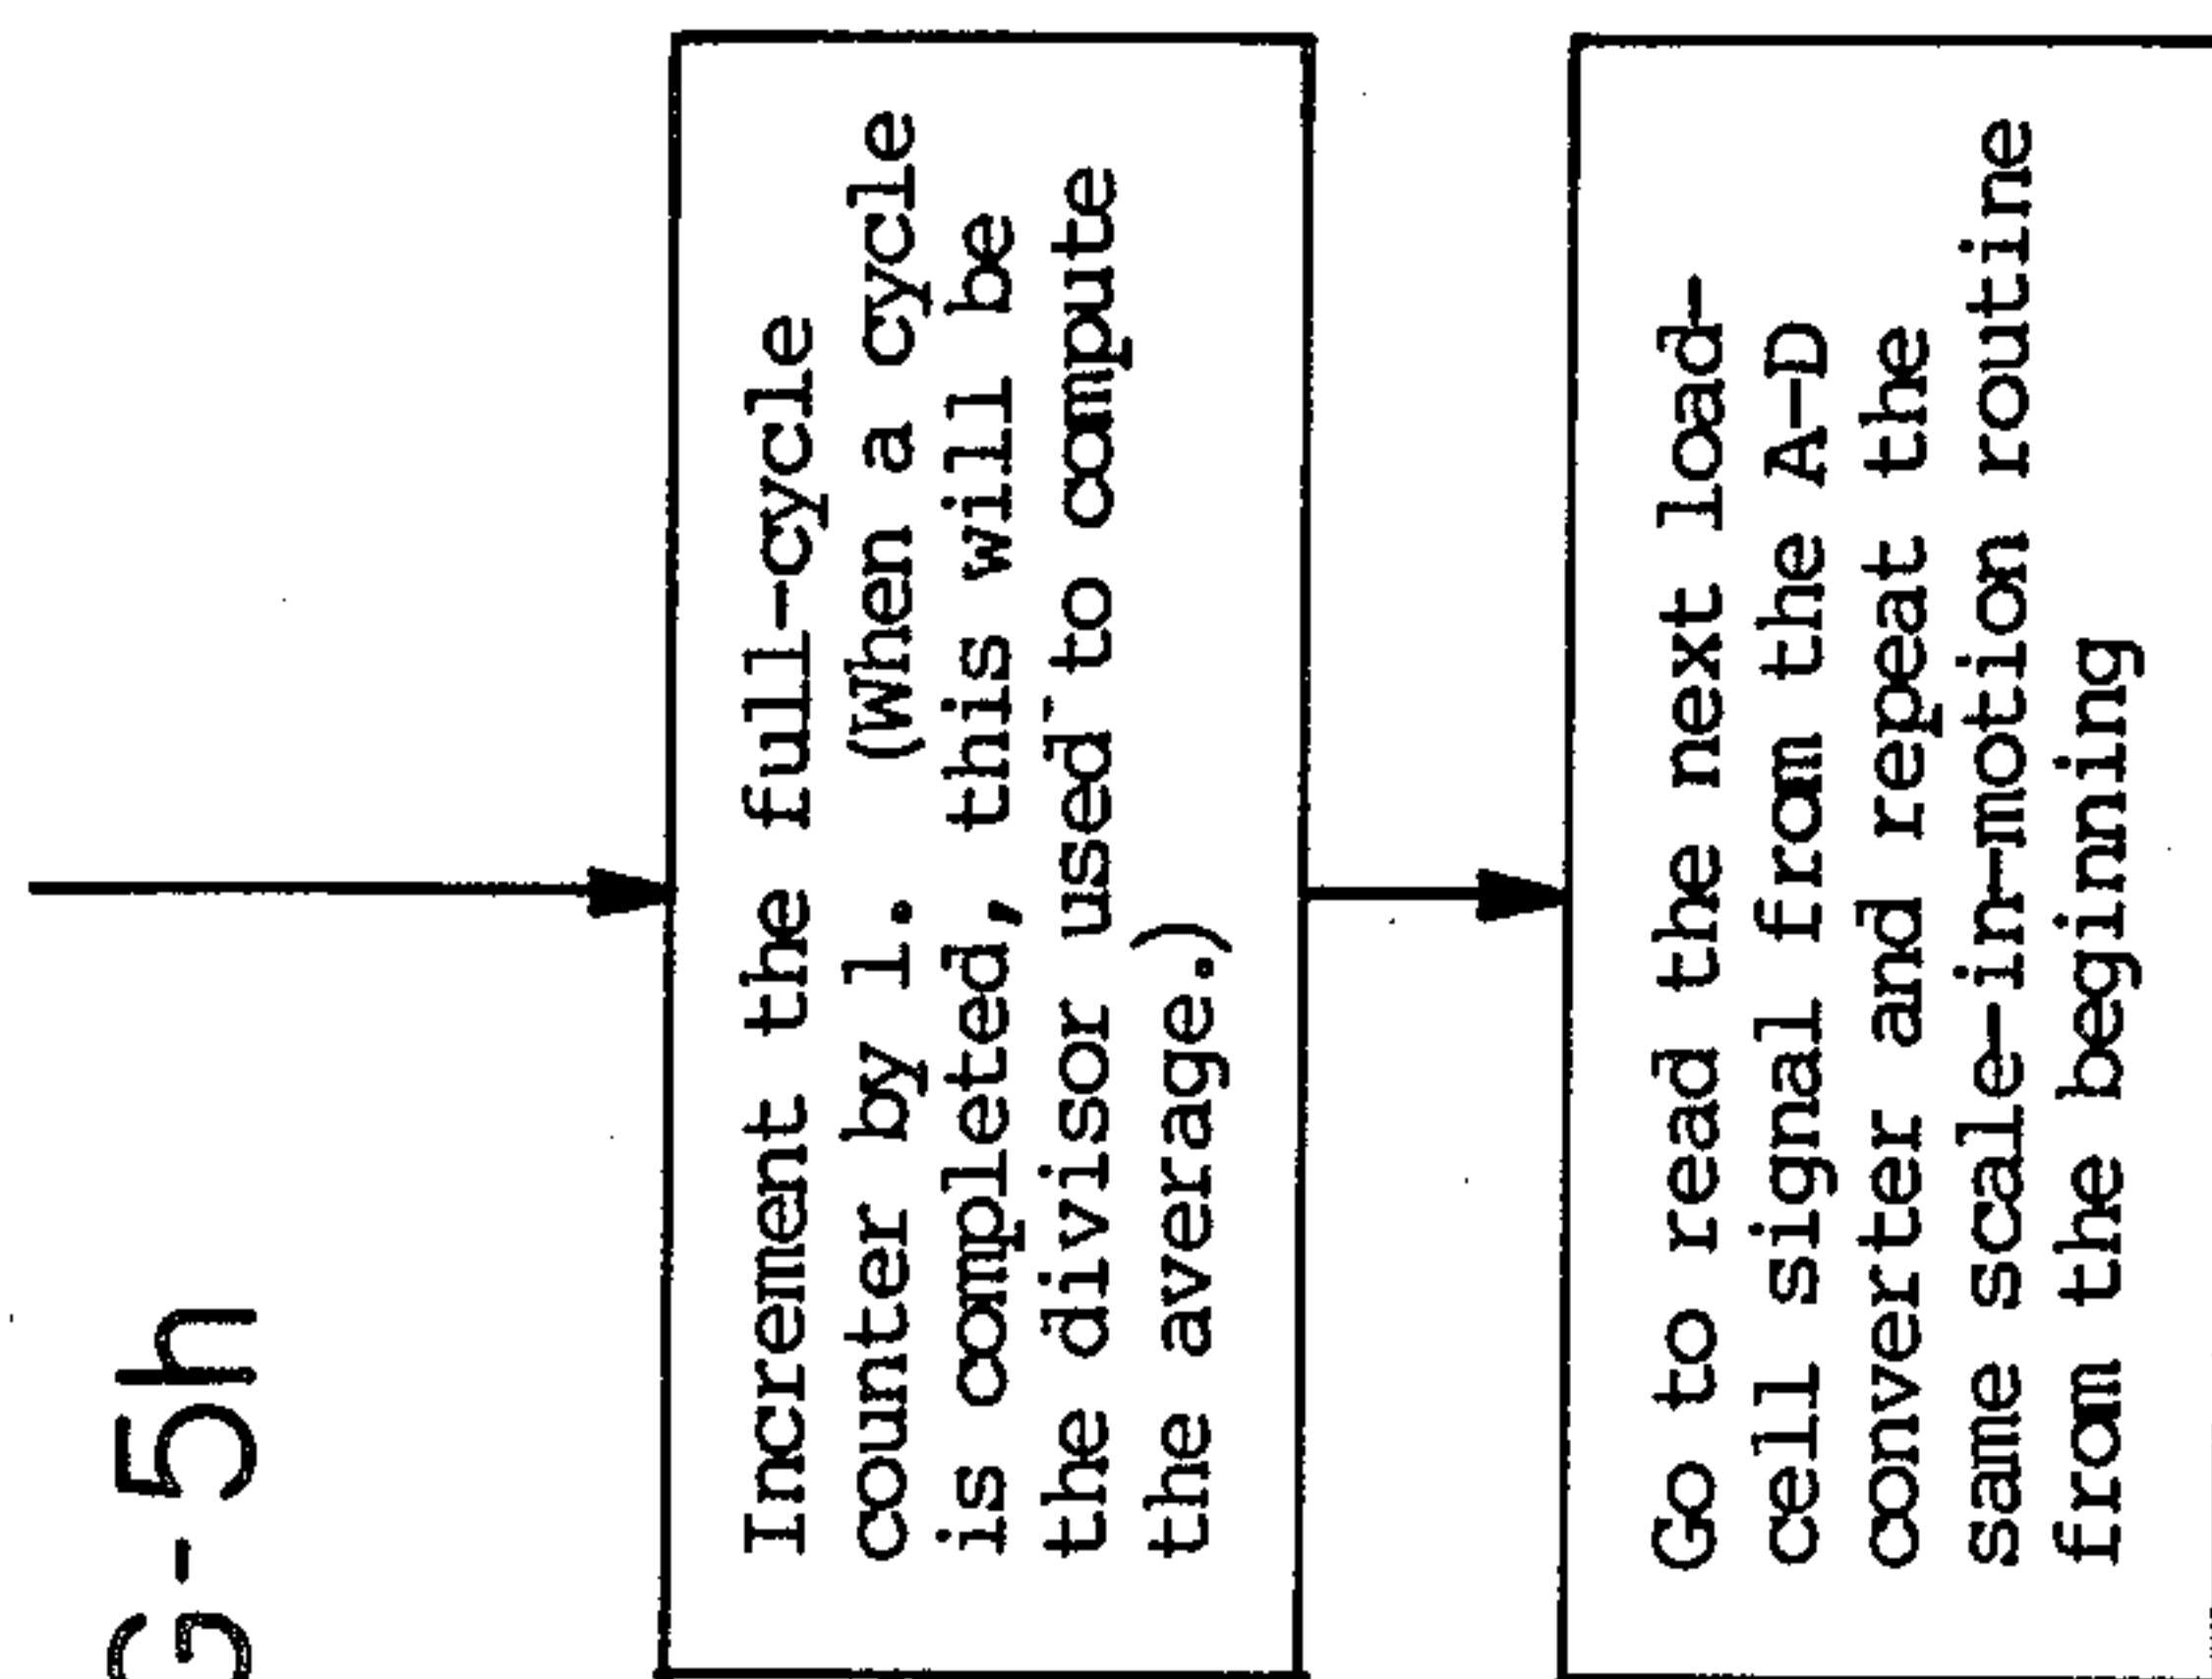 G-5h
Increment the full-cycle
counter by 1. (When a cycle
is completed, this will be
the divisor used to compute
the average.)
Go to read the next load-
cell signal from the A-D
converter and repeat the
same scale-in-motion routine
from the beginning